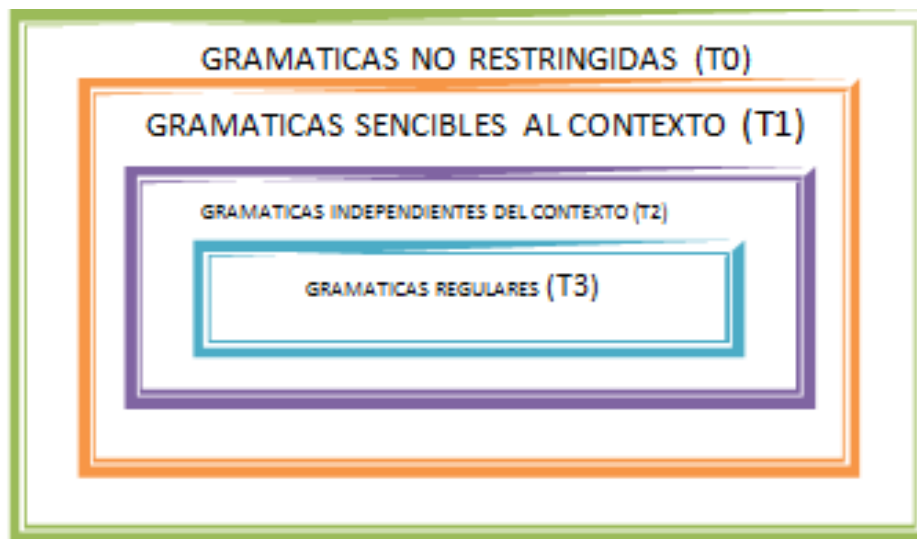 GRAMATICAS NO RESTRINGIDAS (T0)
GRAMATICAS SENCIBLES AL CONTEXTO (T1)
GRAMATICAS INDEPENDIENTES DEL CONTEXTO (T2)
GRAMATICAS REGULARES (T3)